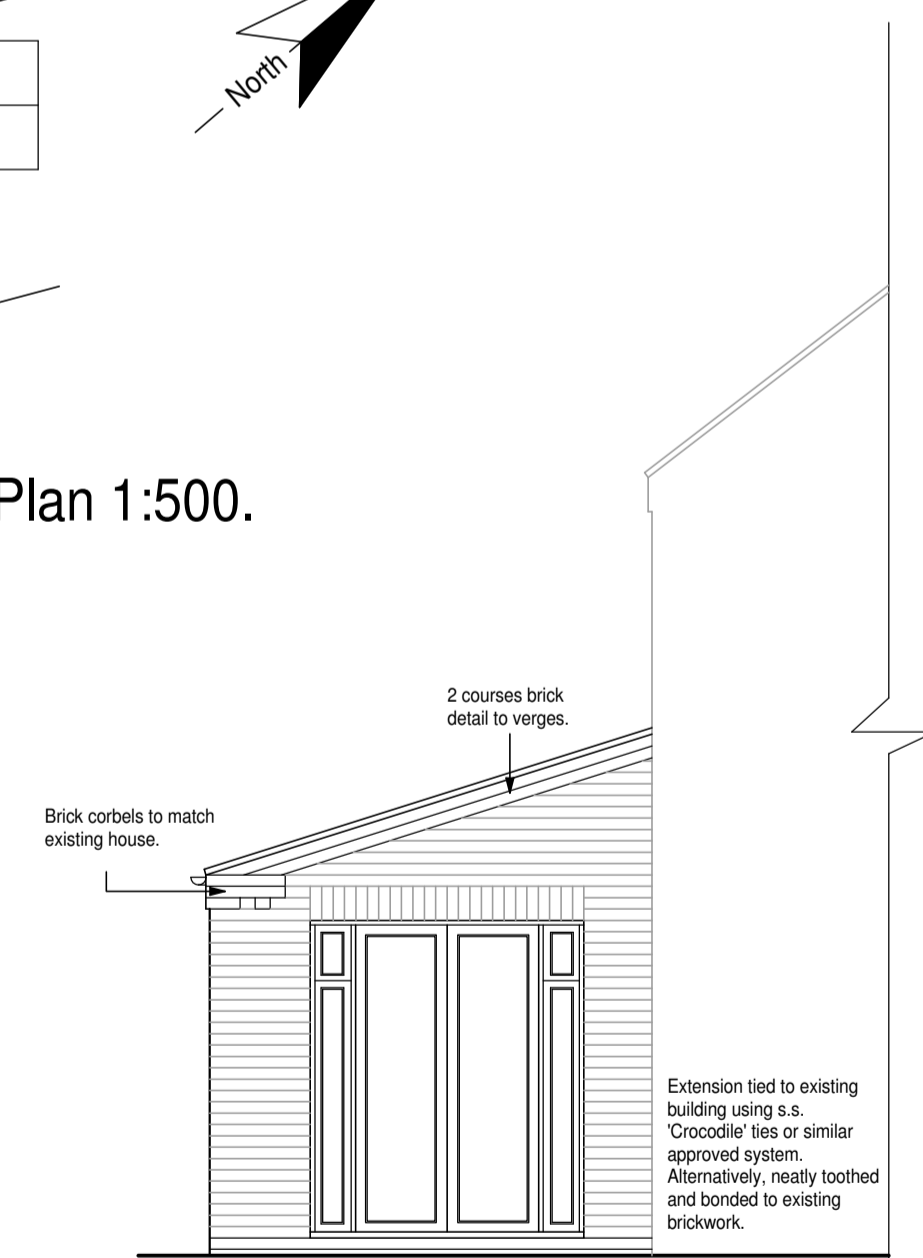 North
Plan 1:500.
2 courses brick
detail to verges.
Brick corbels to match
existing house.
Extension tied to existing
building using s.s.
'Crocodile' ties or similar
approved system.
Alternatively, neatly toothed
and bonded to existing
brickwork.